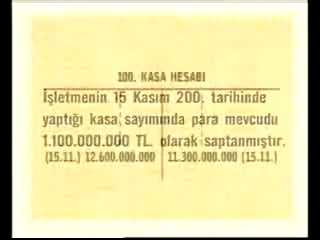 100. KASA HESABI
İşletmenin 15 Kasım 200. tarihinde
yaptığı kasa sayımında para mevcudu
1.100.000.000 TL. olarak saptanmıştır.
(15.11.) 12.600.000.000 11.300.000.000 (15.11.)